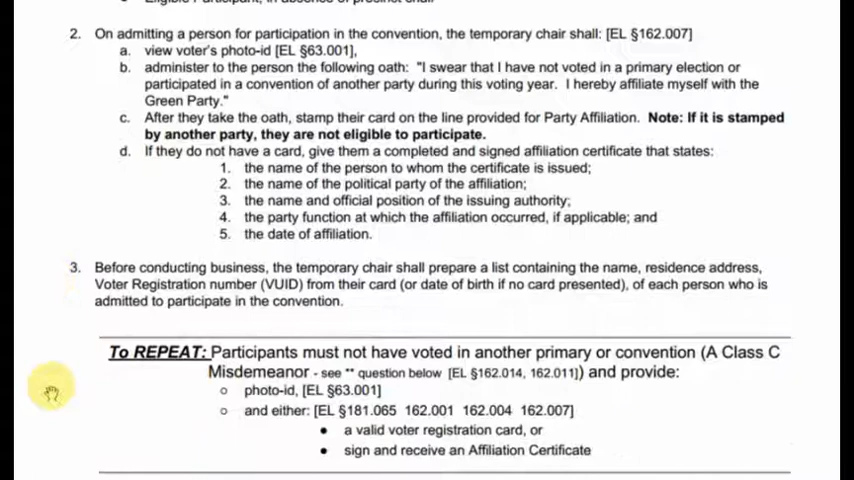 2. On admitting a person for participation in the convention, the temporary chair shall: [EL §162.007]
a. view voter's photo-id [EL §63.001],
b. administer to the person the following oath: "I swear that I have not voted in a primary election or
participated in a convention of another party during this voting year. I hereby affiliate myself with the
Green Party."
c. After they take the oath, stamp their card on the line provided for Party Affiliation. Note: If it is stamped
by another party, they are not eligible to participate.
d. If they do not have a card, give them a completed and signed affiliation certificate that states:
1. the name of the person to whom the certificate is issued;
2. the name of the political party of the affiliation;
3. the name and official position of the issuing authority;
4. the party function at which the affiliation occurred, if applicable; and
5. the date of affiliation.
3. Before conducting business, the temporary chair shall prepare a list containing the name, residence address,
Voter Registration number (VUID) from their card (or date of birth if no card presented), of each person who is
admitted to participate in the convention.
To REPEAT: Participants must not have voted in another primary or convention (A Class C
Misdemeanor - see ** question below [EL §162.014, 162.011]) and provide:
o photo-id, [EL §63.001]
o and either: [EL §181.065 162.001 162.004 162.007]
• a valid voter registration card, or
• sign and receive an Affiliation Certificate